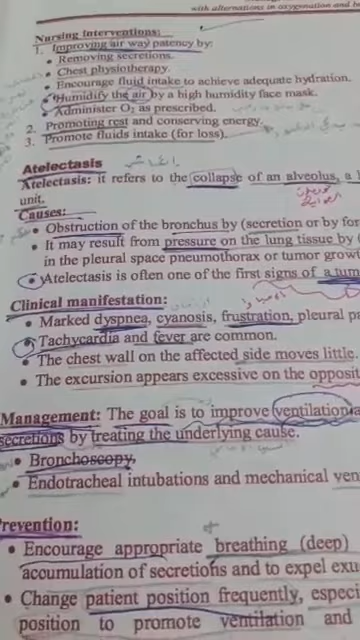 with alternations in oxygenation and
Nursing Interventions:
1. Improving air way patency by:
• Removing secretions.
• Chest physiotherapy.
• Encourage fluid intake to achieve adequate hydration.
• Humidify the air by a high humidity face mask.
• Administer O₂ as prescribed.
2. Promoting rest and conserving energy.
3. Promote fluids intake (for loss).
Atelectasis
Atelectasis: it refers to the collapse of an alveolus, a
unit.
Causes:
• Obstruction of the bronchus by (secretion or by for
• It may result from pressure on the lung tissue by
in the pleural space pneumothorax or tumor grow
• Atelectasis is often one of the first signs of a tum
Clinical manifestation:
• Marked dyspnea, cyanosis, frustration, pleural pa
• Tachycardia and fever are common.
• The chest wall on the affected side moves little.
• The excursion appears excessive on the opposit
Management: The goal is to improve ventilation
secretions by treating the underlying cause.
• Bronchoscopy,
• Endotracheal intubations and mechanical ven
Prevention:
• Encourage appropriate breathing (deep)
accumulation of secretions and to expel exu
• Change patient position frequently, especi
position to promote ventilation and